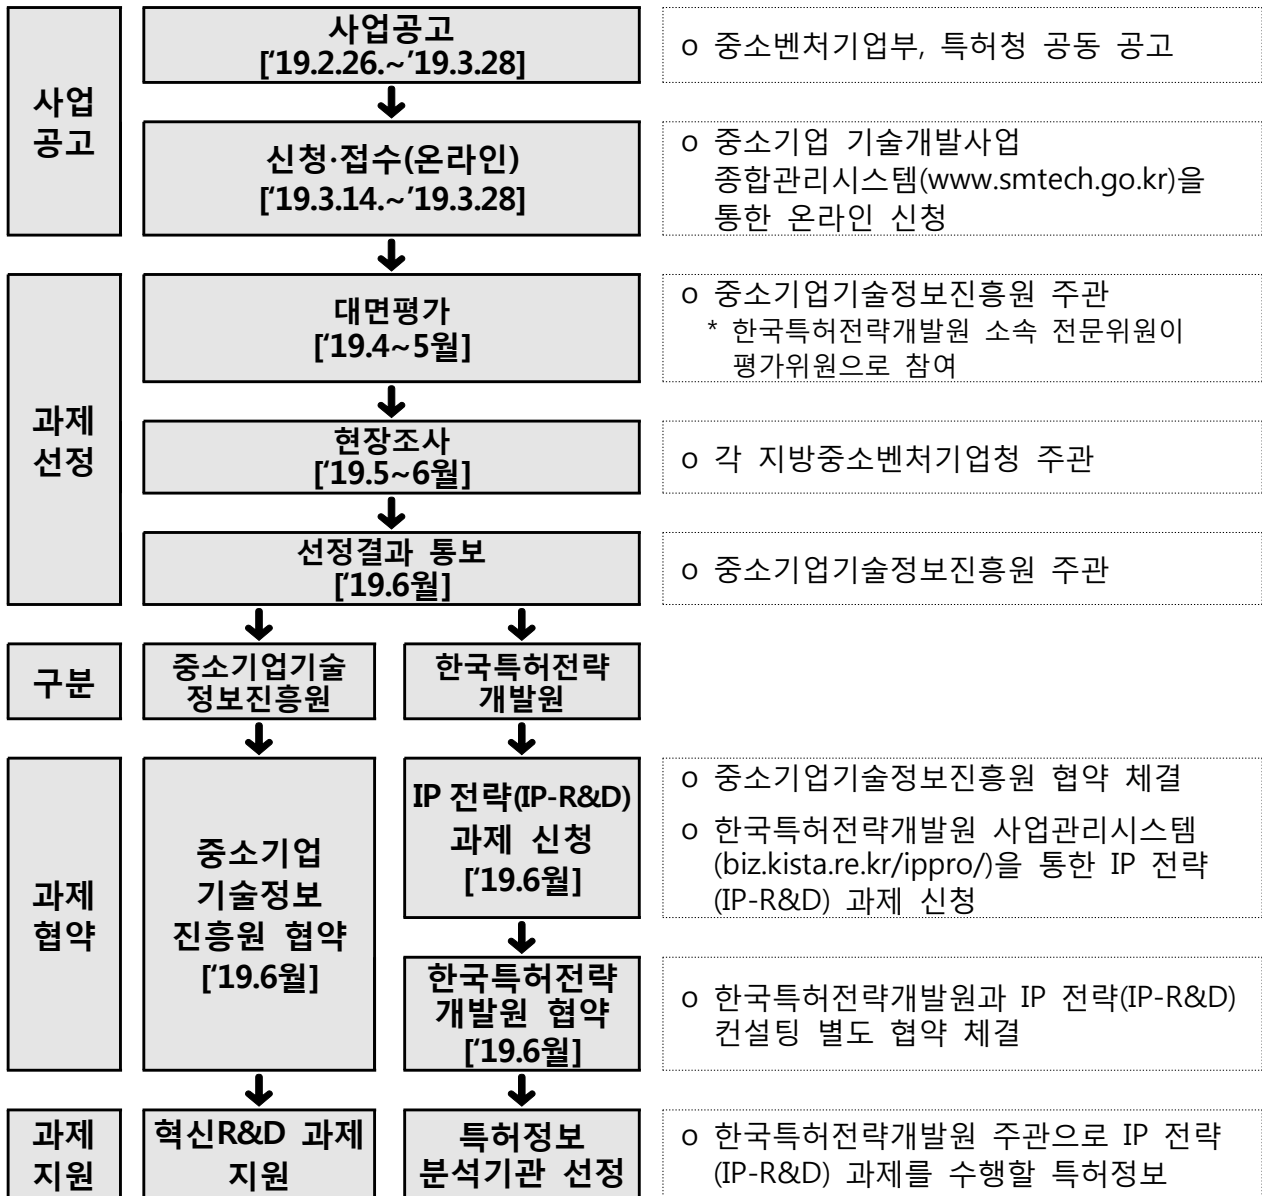 사업
공고
사업공고
['19.2.26.~'19.3.28]
o 중소벤처기업부, 특허청 공동 공고
신청·접수(온라인)
['19.3.14.~'19.3.28]
o 중소기업 기술개발사업
종합관리시스템(www.smtech.go.kr)을
통한 온라인 신청
과제
선정
대면평가
['19.4~5월]
o 중소기업기술정보진흥원 주관
* 한국특허전략개발원 소속 전문위원이
평가위원으로 참여
현장조사
['19.5~6월]
o 각 지방중소벤처기업청 주관
선정결과 통보
['19.6월]
o 중소기업기술정보진흥원 주관
구분
중소기업기술
정보진흥원
한국특허전략
개발원
과제
협약
중소기업
기술정보
진흥원 협약
['19.6월]
IP 전략(IP-R&D)
과제 신청
['19.6월]
o 중소기업기술정보진흥원 협약 체결
o 한국특허전략개발원 사업관리시스템
(biz.kista.re.kr/ippro/)을 통한 IP 전략
(IP-R&D) 과제 신청
한국특허전략
개발원 협약
['19.6월]
o 한국특허전략개발원과 IP 전략(IP-R&D)
컨설팅 별도 협약 체결
과제
지원
혁신R&D 과제
지원
특허정보
분석기관 선정
o 한국특허전략개발원 주관으로 IP 전략
(IP-R&D) 과제를 수행할 특허정보